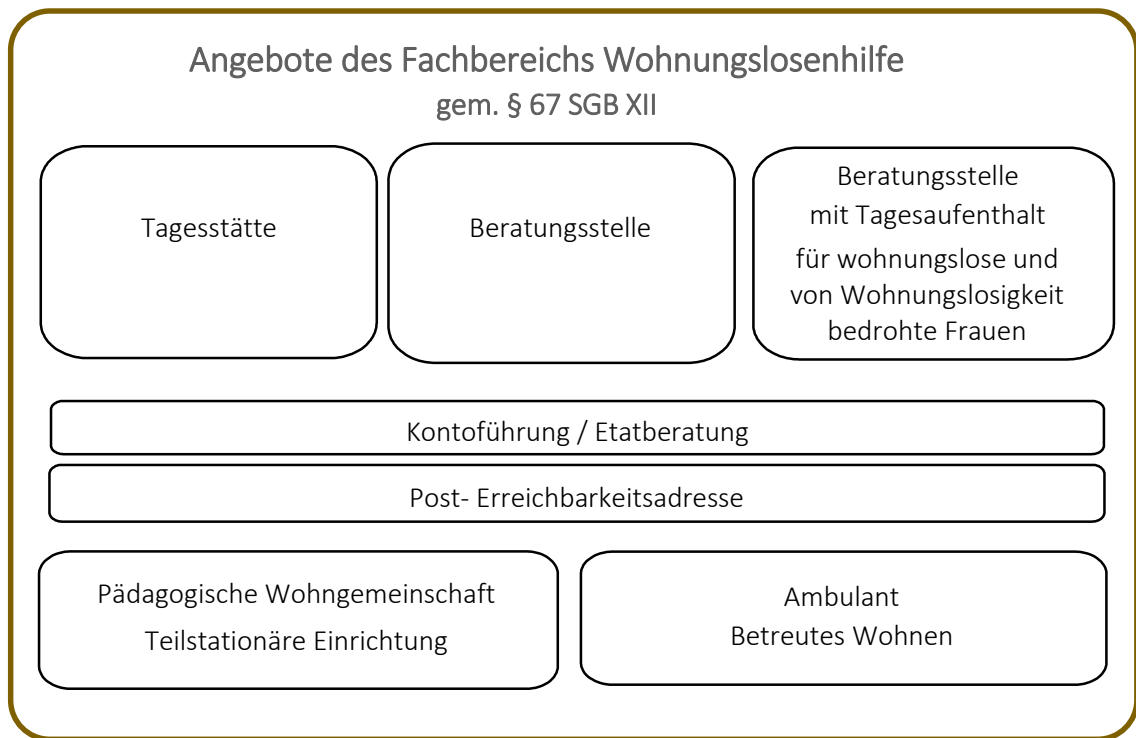 Angebote des Fachbereichs Wohnungslosenhilfe
gem. § 67 SGB XII
Tagesstätte
Beratungsstelle
Beratungsstelle
mit Tagesaufenthalt
für wohnungslose und
von Wohnungslosigkeit
bedrohte Frauen
Kontoführung / Etatberatung
Post- Erreichbarkeitsadresse
Pädagogische Wohngemeinschaft
Teilstationäre Einrichtung
Ambulant
Betreutes Wohnen